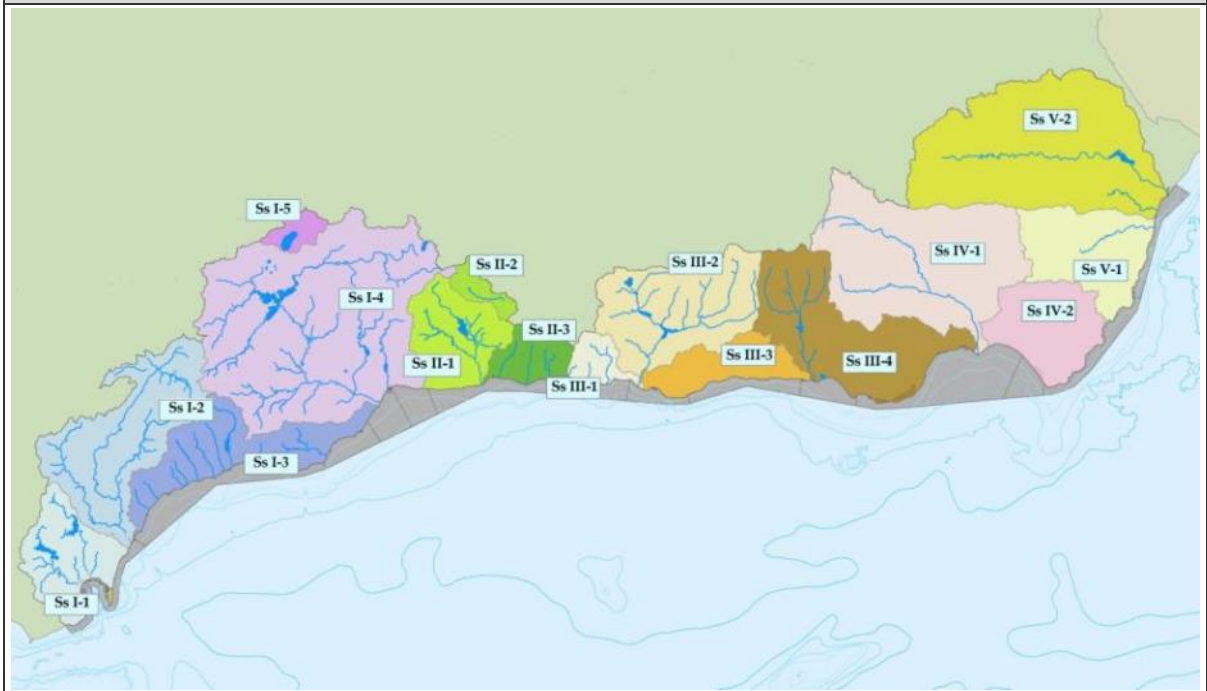 Ss V-2
Ss I-5
Ss IV-1
Ss III-2
Ss II-2
Ss V-1
Ss I-4
Ss IV-2
Ss II-3
Ss III-3
Ss III-4
Ss II-1
Ss III-1
Ss I-2
Ss I-3
Ss I-1